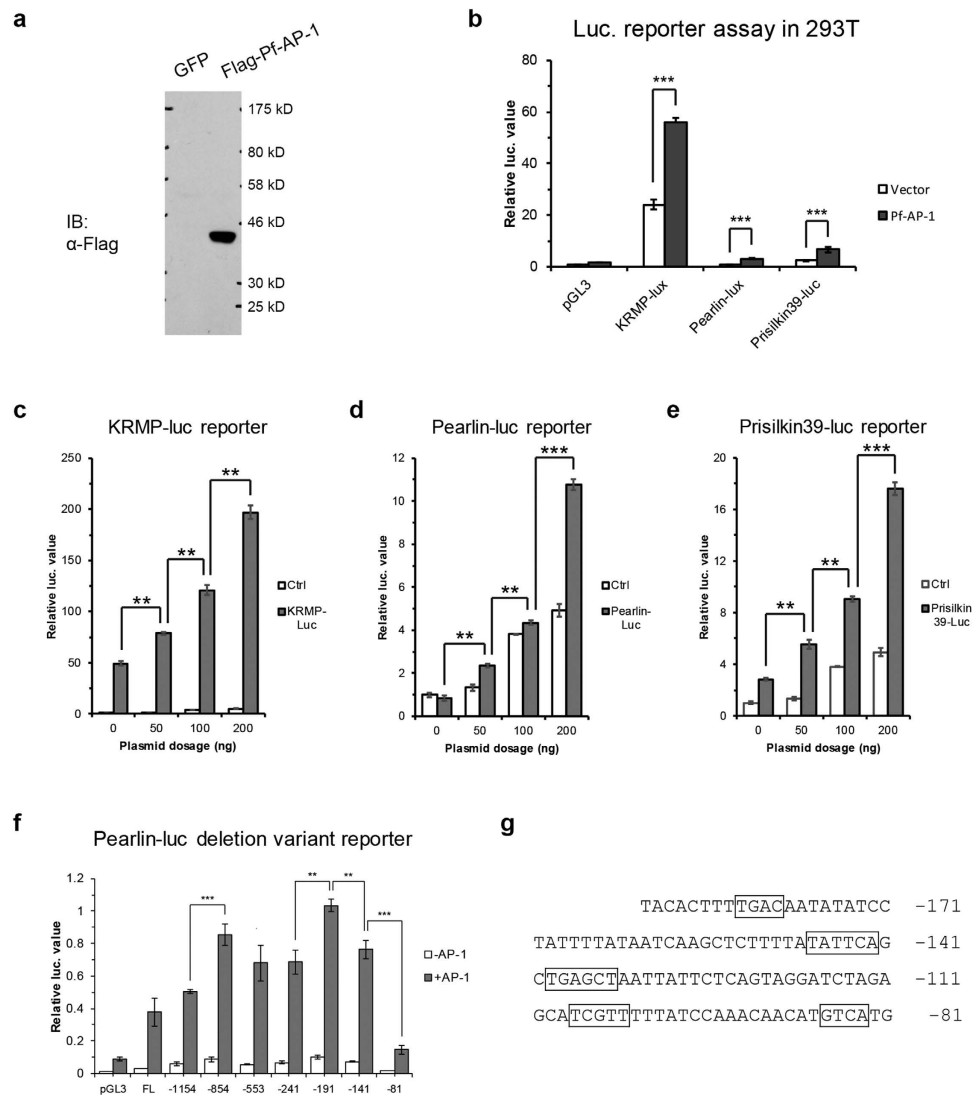 a
GFP
Flag-Pf-AP-1
175 kD
80 kD
58 kD
46 kD
30 kD
25 kD
IB:
α-Flag
b
Luc. reporter assay in 293T
Relative luc. value
80
60
40
20
0
***
***
***
Vector
Pf-AP-1
pGL3
KRMP-lux
Pearlin-lux
Prisilkin39-luc
c
KRMP-luc reporter
Relative luc. value
250
200
150
100
50
0
**
**
**
Ctrl
KRMP-
Luc
0 50 100 200
Plasmid dosage (ng)
d
Pearlin-luc reporter
Relative luc. value
12
10
8
6
4
2
0
**
**
***
Ctrl
Pearlin-
Luc
0 50 100 200
Plasmid dosage (ng)
e
Prisilkin39-luc reporter
Relative luc. value
20
16
12
8
4
0
**
**
***
Ctrl
Prisilkin
39-Luc
0 50 100 200
Plasmid dosage (ng)
f
Pearlin-luc deletion variant reporter
Relative luc. value
1.2
1
0.8
0.6
0.4
0.2
0
***
**
**
***
-AP-1
+AP-1
pGL3 FL -1154 -854 -553 -241 -191 -141 -81
g
TACACTTTTGACAATATATCC -171
TATTTTATAATCAAGCTCTTTTATATTCAG -141
CTGAGCTAATTATTCTCAGTAGGATCTAGA -111
GCATCGTTTTTATCCAAACAACATGTCATG -81